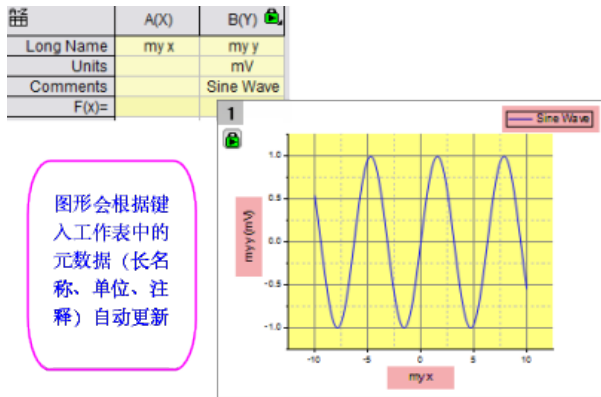 A(X) B(Y)
Long Name my x my y
Units mV
Comments Sine Wave
F(x)=
1
Sine Wave
1.0
0.5
0.0
-0.5
-1.0
my y (mV)
-10 -5 0 5 10
my x
图形会根据键
入工作表中的
元数据（长名
称、单位、注
释）自动更新